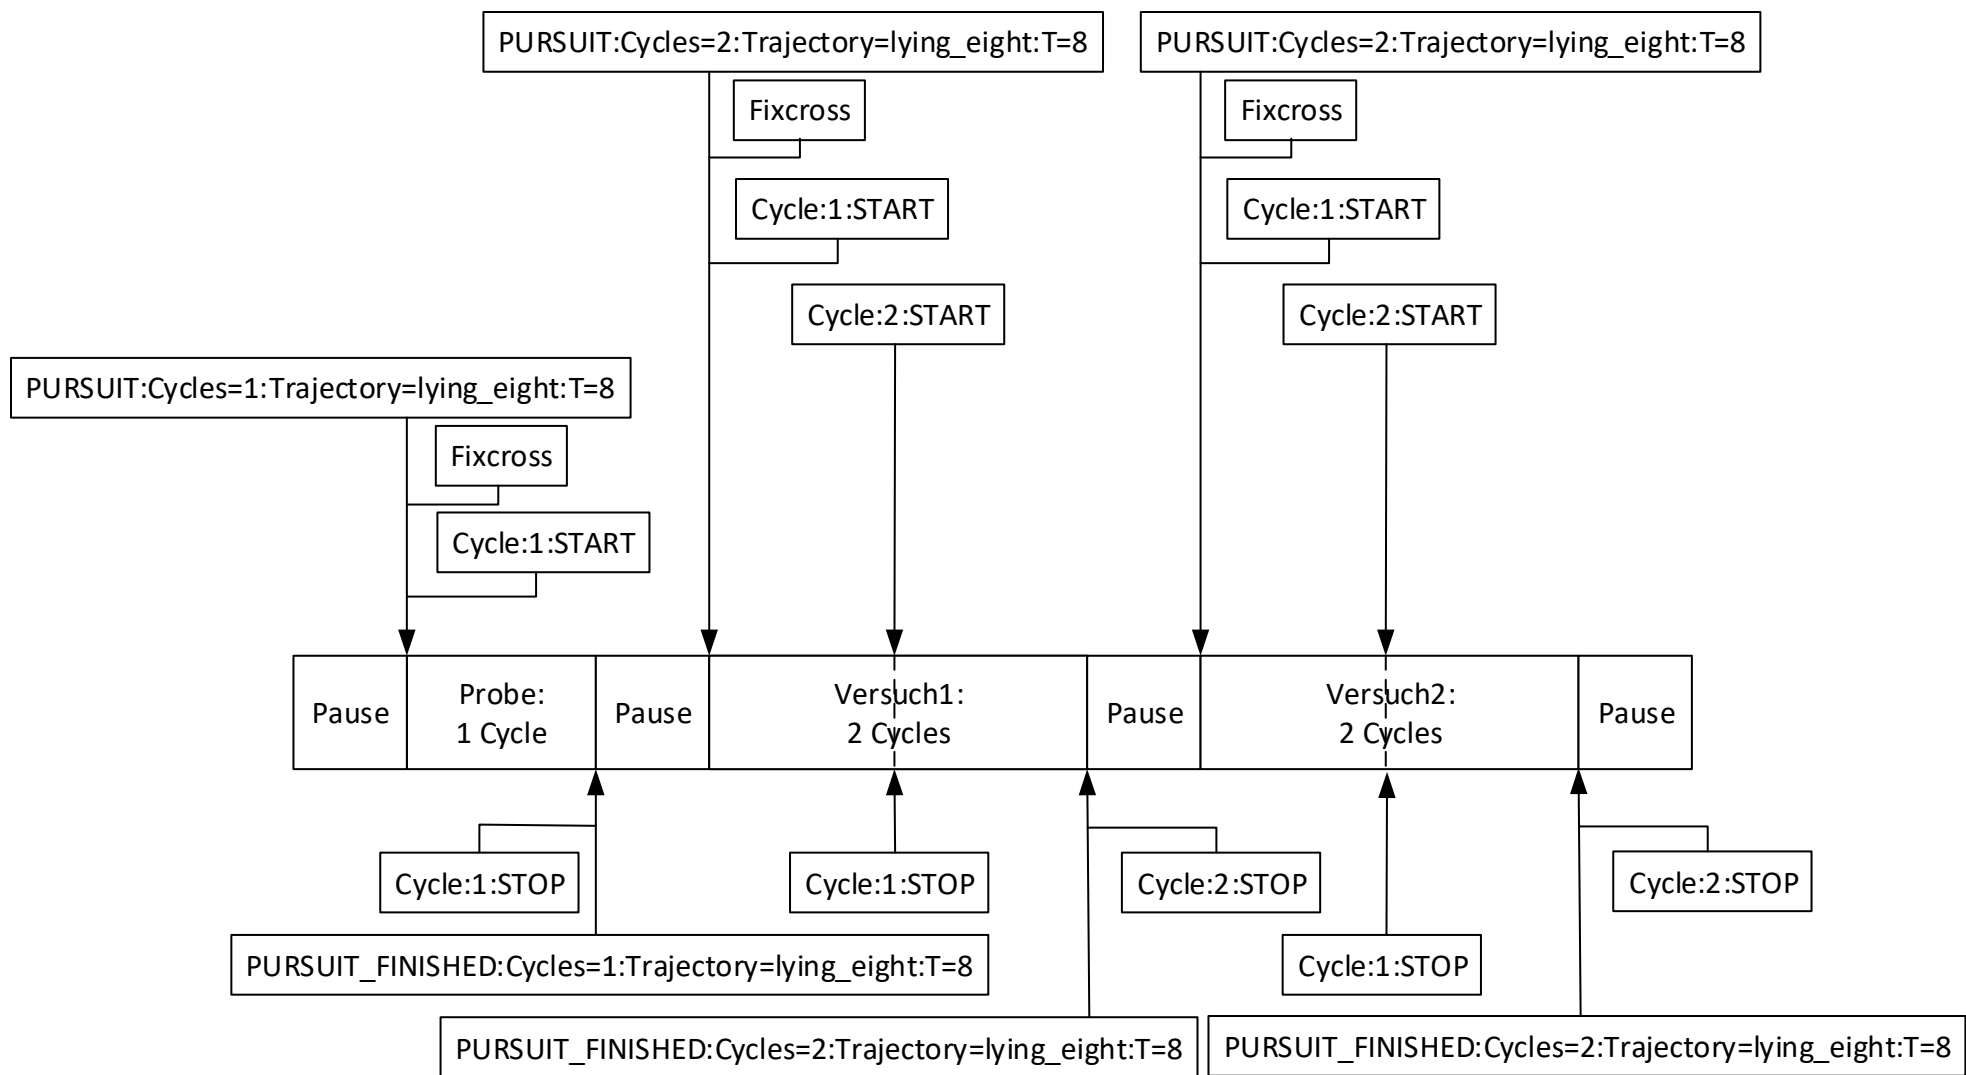 PURSUIT:Cycles=2:Trajectory=lying_eight:T=8
PURSUIT:Cycles=2:Trajectory=lying_eight:T=8
Fixcross
Fixcross
Cycle:1:START
Cycle:1:START
Cycle:2:START
Cycle:2:START
PURSUIT:Cycles=1:Trajectory=lying_eight:T=8
Fixcross
Cycle:1:START
Pause
Probe:
1 Cycle
Pause
Versuch1:
2 Cycles
Pause
Versuch2:
2 Cycles
Pause
Cycle:1:STOP
Cycle:1:STOP
Cycle:2:STOP
Cycle:2:STOP
PURSUIT_FINISHED:Cycles=1:Trajectory=lying_eight:T=8
Cycle:1:STOP
PURSUIT_FINISHED:Cycles=2:Trajectory=lying_eight:T=8
PURSUIT_FINISHED:Cycles=2:Trajectory=lying_eight:T=8